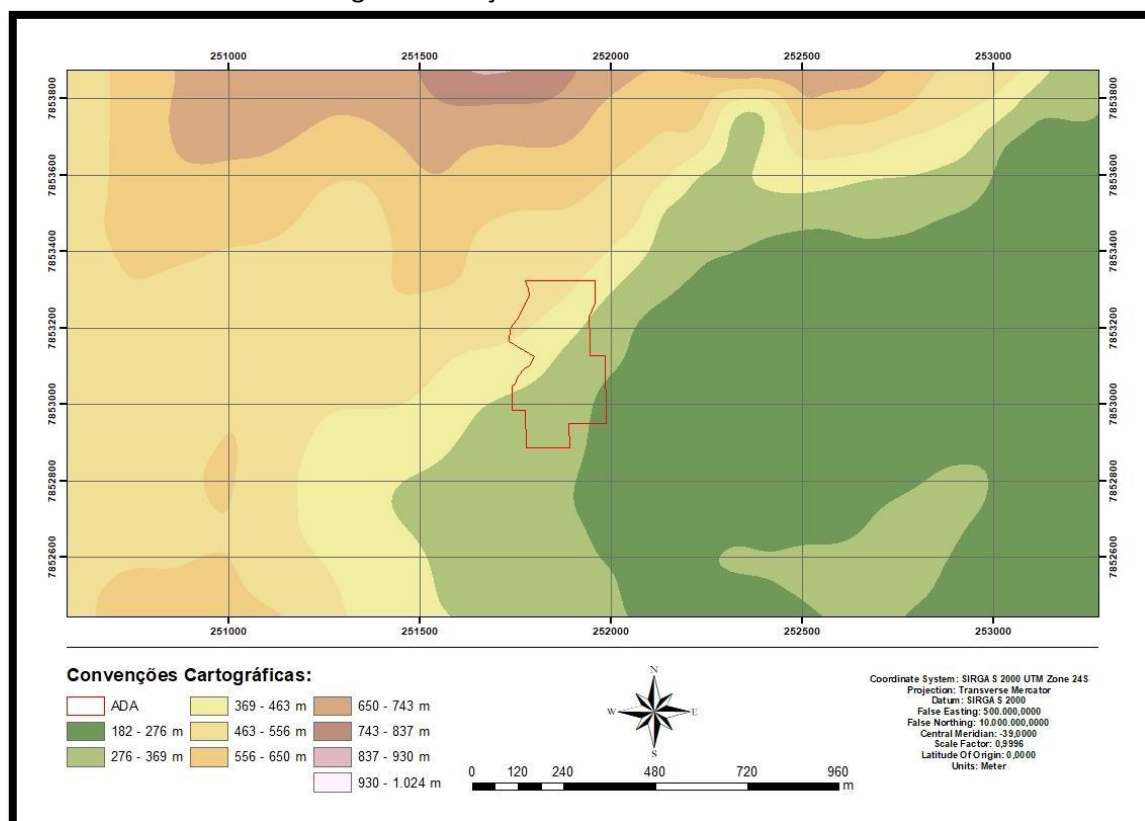 251000 251500 252000 252500 253000
7853800 7853800
7853600 7853600
7853400 7853400
7853200 7853200
7853000 7853000
7852800 7852800
7852600 7852600
251000 251500 252000 252500 253000
Convenções Cartográficas:
ADA
182 - 276 m
276 - 369 m
369 - 463 m
463 - 556 m
556 - 650 m
650 - 743 m
743 - 837 m
837 - 930 m
930 - 1.024 m
N
W E
S
0 120 240 480 720 960
m
Coordinate System: SIRGAS 2000 UTM Zone 24S
Projection: Transverse Mercator
Datum: SIRGAS 2000
False Easting: 500.000,0000
False Northing: 10.000.000,0000
Central Meridian: -39,0000
Scale Factor: 0,9996
Latitude Of Origin: 0,0000
Units: Meter